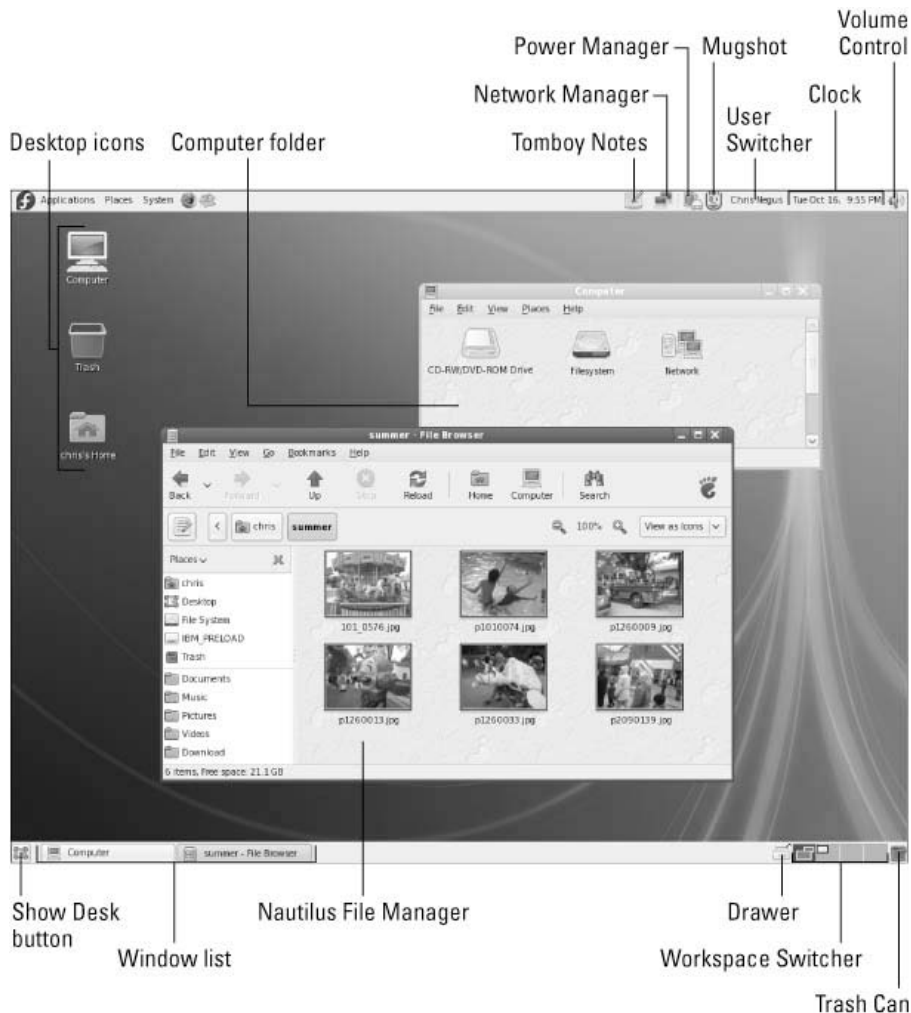 Volume
Control
Power Manager
Mugshot
Network Manager
Clock
Desktop icons
Computer folder
Tomboy Notes
User
Switcher
Applications Places System
Chris Negus
Tue Oct 16, 9:55 PM
Computer
Trash
chris's Home
Computer
File Edit View Places Help
CD-RW/DVD-ROM Drive
Filesystem
Network
summer - File Browser
File Edit View Go Bookmarks Help
Back
Forward
Up
Stop
Reload
Home
Computer
Search
chris
summer
100%
View as Icons
Places
chris
Desktop
File System
IBM_PRELOAD
Trash
Documents
Music
Pictures
Videos
Download
101_0576.jpg
p1010074.jpg
p1260009.jpg
p1260013.jpg
p1260033.jpg
p2090139.jpg
6 items, Free space: 21.1 GB
Computer
summer - File Browser
Show Desk
button
Nautilus File Manager
Drawer
Window list
Workspace Switcher
Trash Can